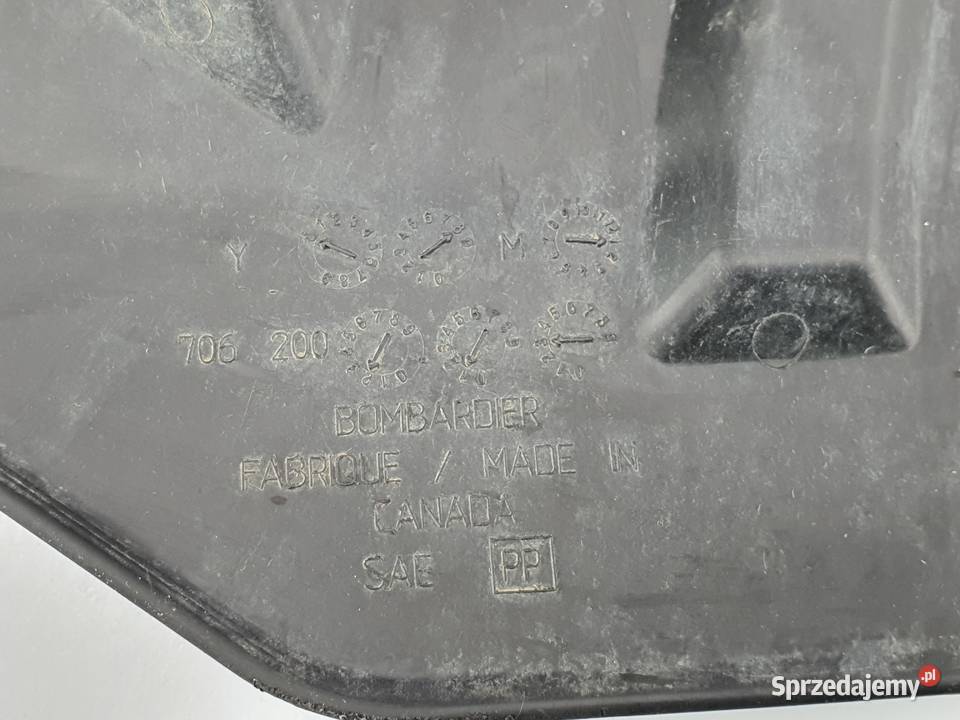 Y M
706 200
BOMBARDIER
FABRIQUE / MADE IN
CANADA
SAE PP
Sprzedajemy.pl